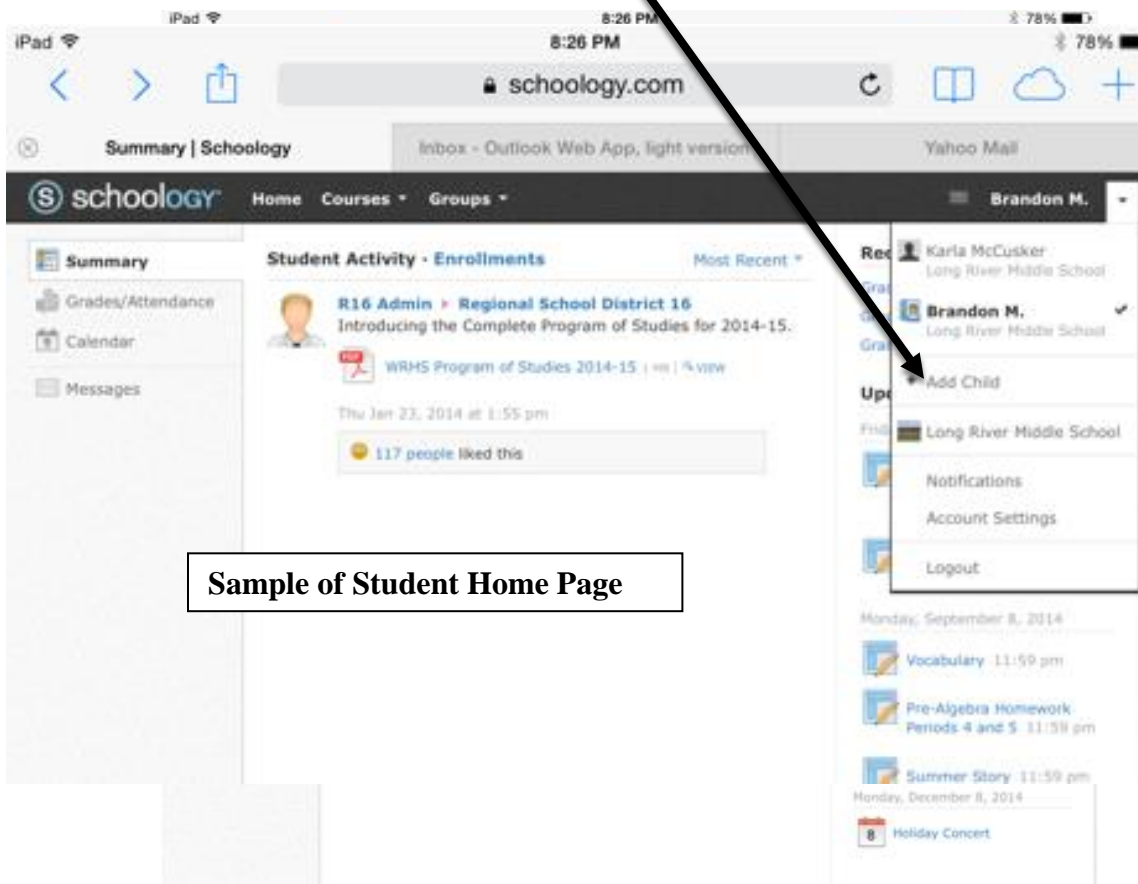 iPad 8:26 PM 78%
iPad 8:26 PM 78%
schoology.com
Summary | Schoology Inbox - Outlook Web App, light version Yahoo Mail
S schoology Home Courses Groups Brandon M.
Summary
Grades/Attendance
Calendar
Messages
Student Activity · Enrollments Most Recent
R16 Admin Regional School District 16
Introducing the Complete Program of Studies for 2014-15.
PDF
WRHS Program of Studies 2014-15 | | VIEW
Thu Jan 23, 2014 at 1:55 pm
117 people liked this
Sample of Student Home Page
Karla McCusker
Long River Middle School
Brandon M.
Long River Middle School
Add Child
Long River Middle School
Notifications
Account Settings
Logout
Monday, September 8, 2014
Vocabulary 11:59 pm
Pre-Algebra Homework
Periods 4 and 5 11:59 pm
Summer Story 11:59 pm
Monday, December 8, 2014
8 Holiday Concert